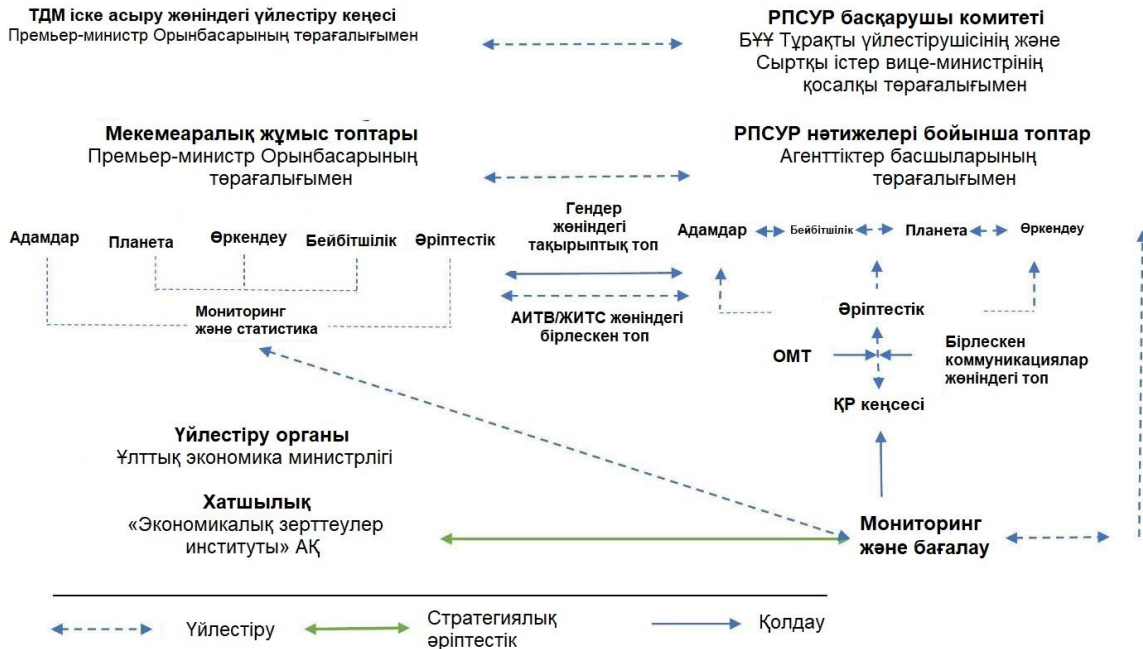 ТДМ іске асыру жөніндегі үйлестіру кеңесі
Премьер-министр Орынбасарының төрағалығымен
РПСУР басқарушы комитеті
БҰҰ Тұрақты үйлестірушісінің және
Сыртқы істер вице-министрінің
қосалқы төрағалығымен
Мекемеаралық жұмыс топтары
Премьер-министр Орынбасарының
төрағалығымен
РПСУР нәтижелері бойынша топтар
Агенттіктер басшыларының
төрағалығымен
Адамдар
Планета
Өркендеу
Бейбітшілік
Әріптестік
Гендер
жөніндегі
тақырыптық топ
Адамдар
Бейбітшілік
Планета
Өркендеу
Мониторинг
және статистика
АИТВ/ЖИТС жөніндегі
бірлескен топ
Әріптестік
ОМТ
Бірлескен
коммуникациялар
жөніндегі топ
ҚР кеңсесі
Үйлестіру органы
Ұлттық экономика министрлігі
Хатшылық
«Экономикалық зерттеулер
институты» АҚ
Мониторинг
және бағалау
Үйлестіру
Стратегиялық
әріптестік
Қолдау